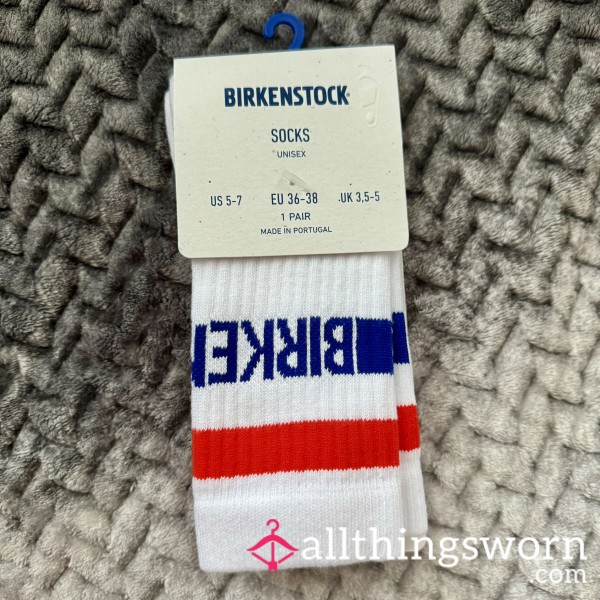 BIRKENSTOCK
SOCKS
UNISEX
US 5-7 EU 36-38 UK 3,5-5
1 PAIR
MADE IN PORTUGAL
BIRKE
allthingsworn
.com